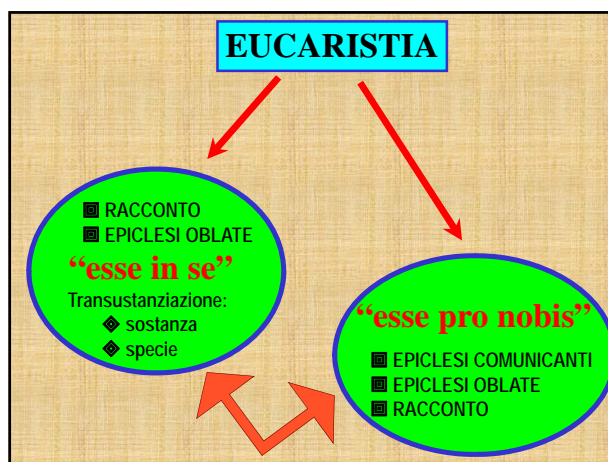 EUCARISTIA
RACCONTO
EPICLESI OBLATE
“esse in se”
Transustanziazione:
sostanza
specie
“esse pro nobis”
EPICLESI COMUNICANTI
EPICLESI OBLATE
RACCONTO